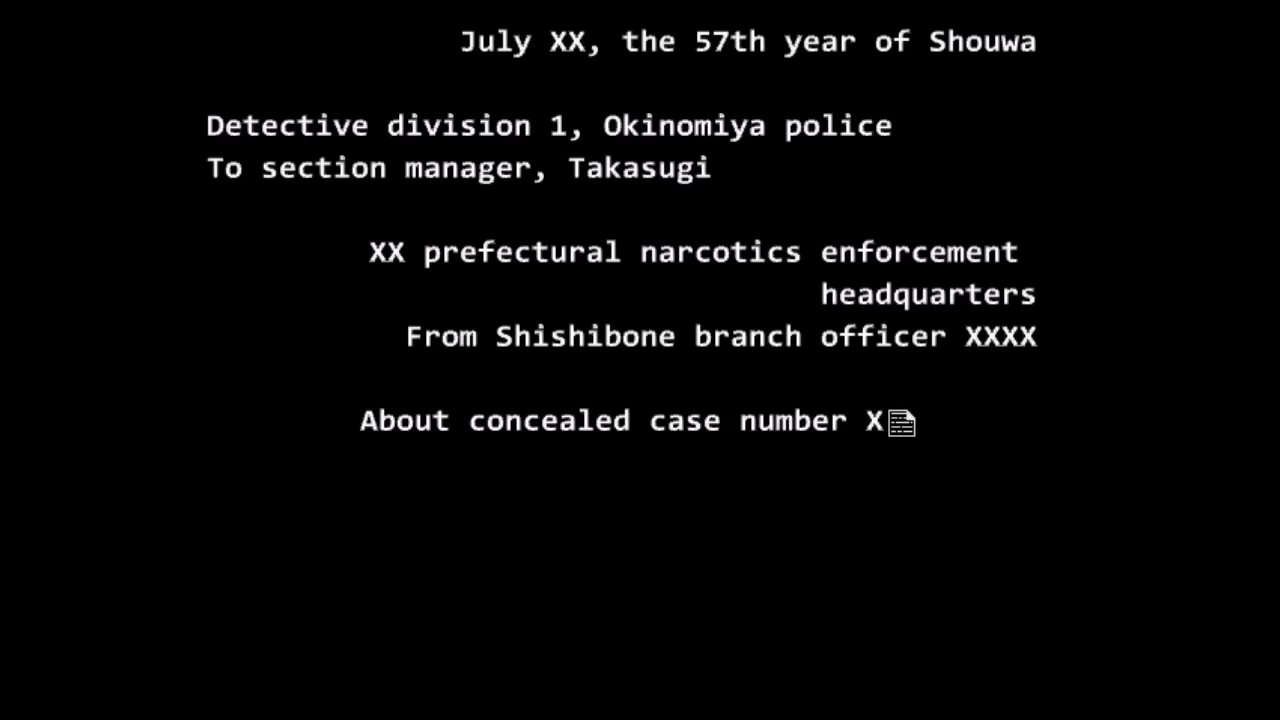 July XX, the 57th year of Shouwa
Detective division 1, Okinomiya police
To section manager, Takasugi
XX prefectural narcotics enforcement
headquarters
From Shishibone branch officer XXXX
About concealed case number X